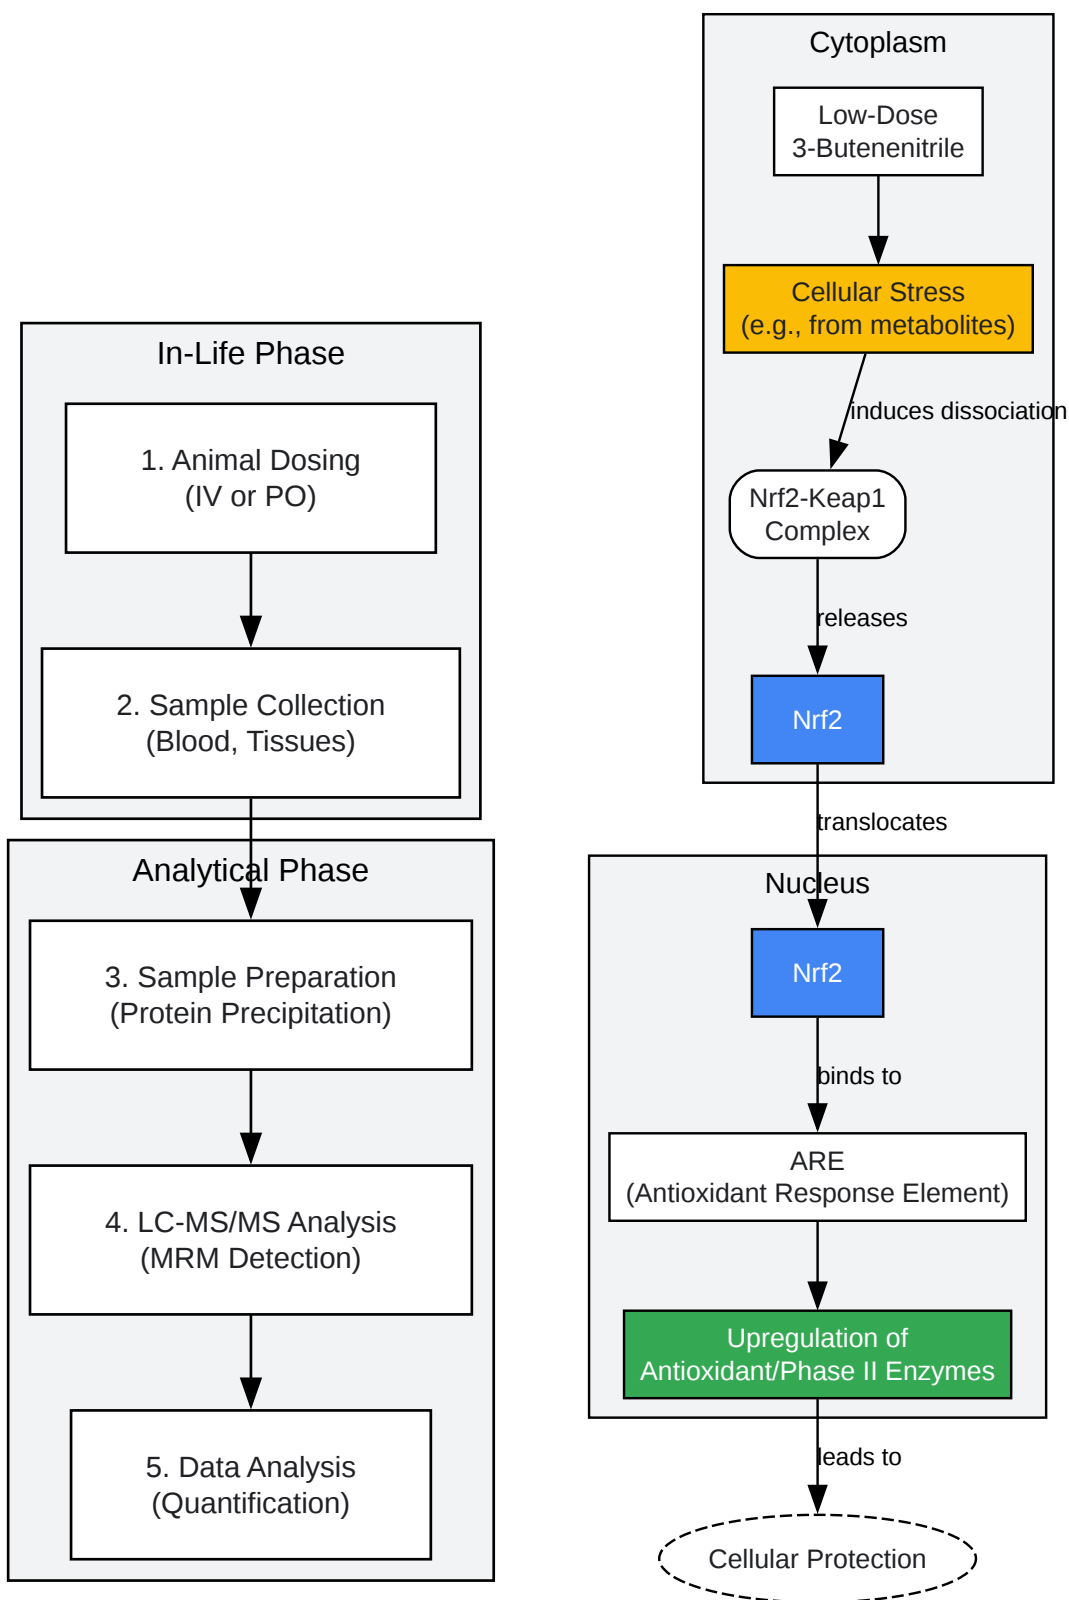 In-Life Phase
1. Animal Dosing
(IV or PO)
2. Sample Collection
(Blood, Tissues)
Analytical Phase
3. Sample Preparation
(Protein Precipitation)
4. LC-MS/MS Analysis
(MRM Detection)
5. Data Analysis
(Quantification)
Cytoplasm
Low-Dose
3-Butenenitrile
Cellular Stress
(e.g., from metabolites)
induces dissociation
Nrf2-Keap1
Complex
releases
Nrf2
translocates
Nucleus
Nrf2
binds to
ARE
(Antioxidant Response Element)
Upregulation of
Antioxidant/Phase II Enzymes
leads to
Cellular Protection